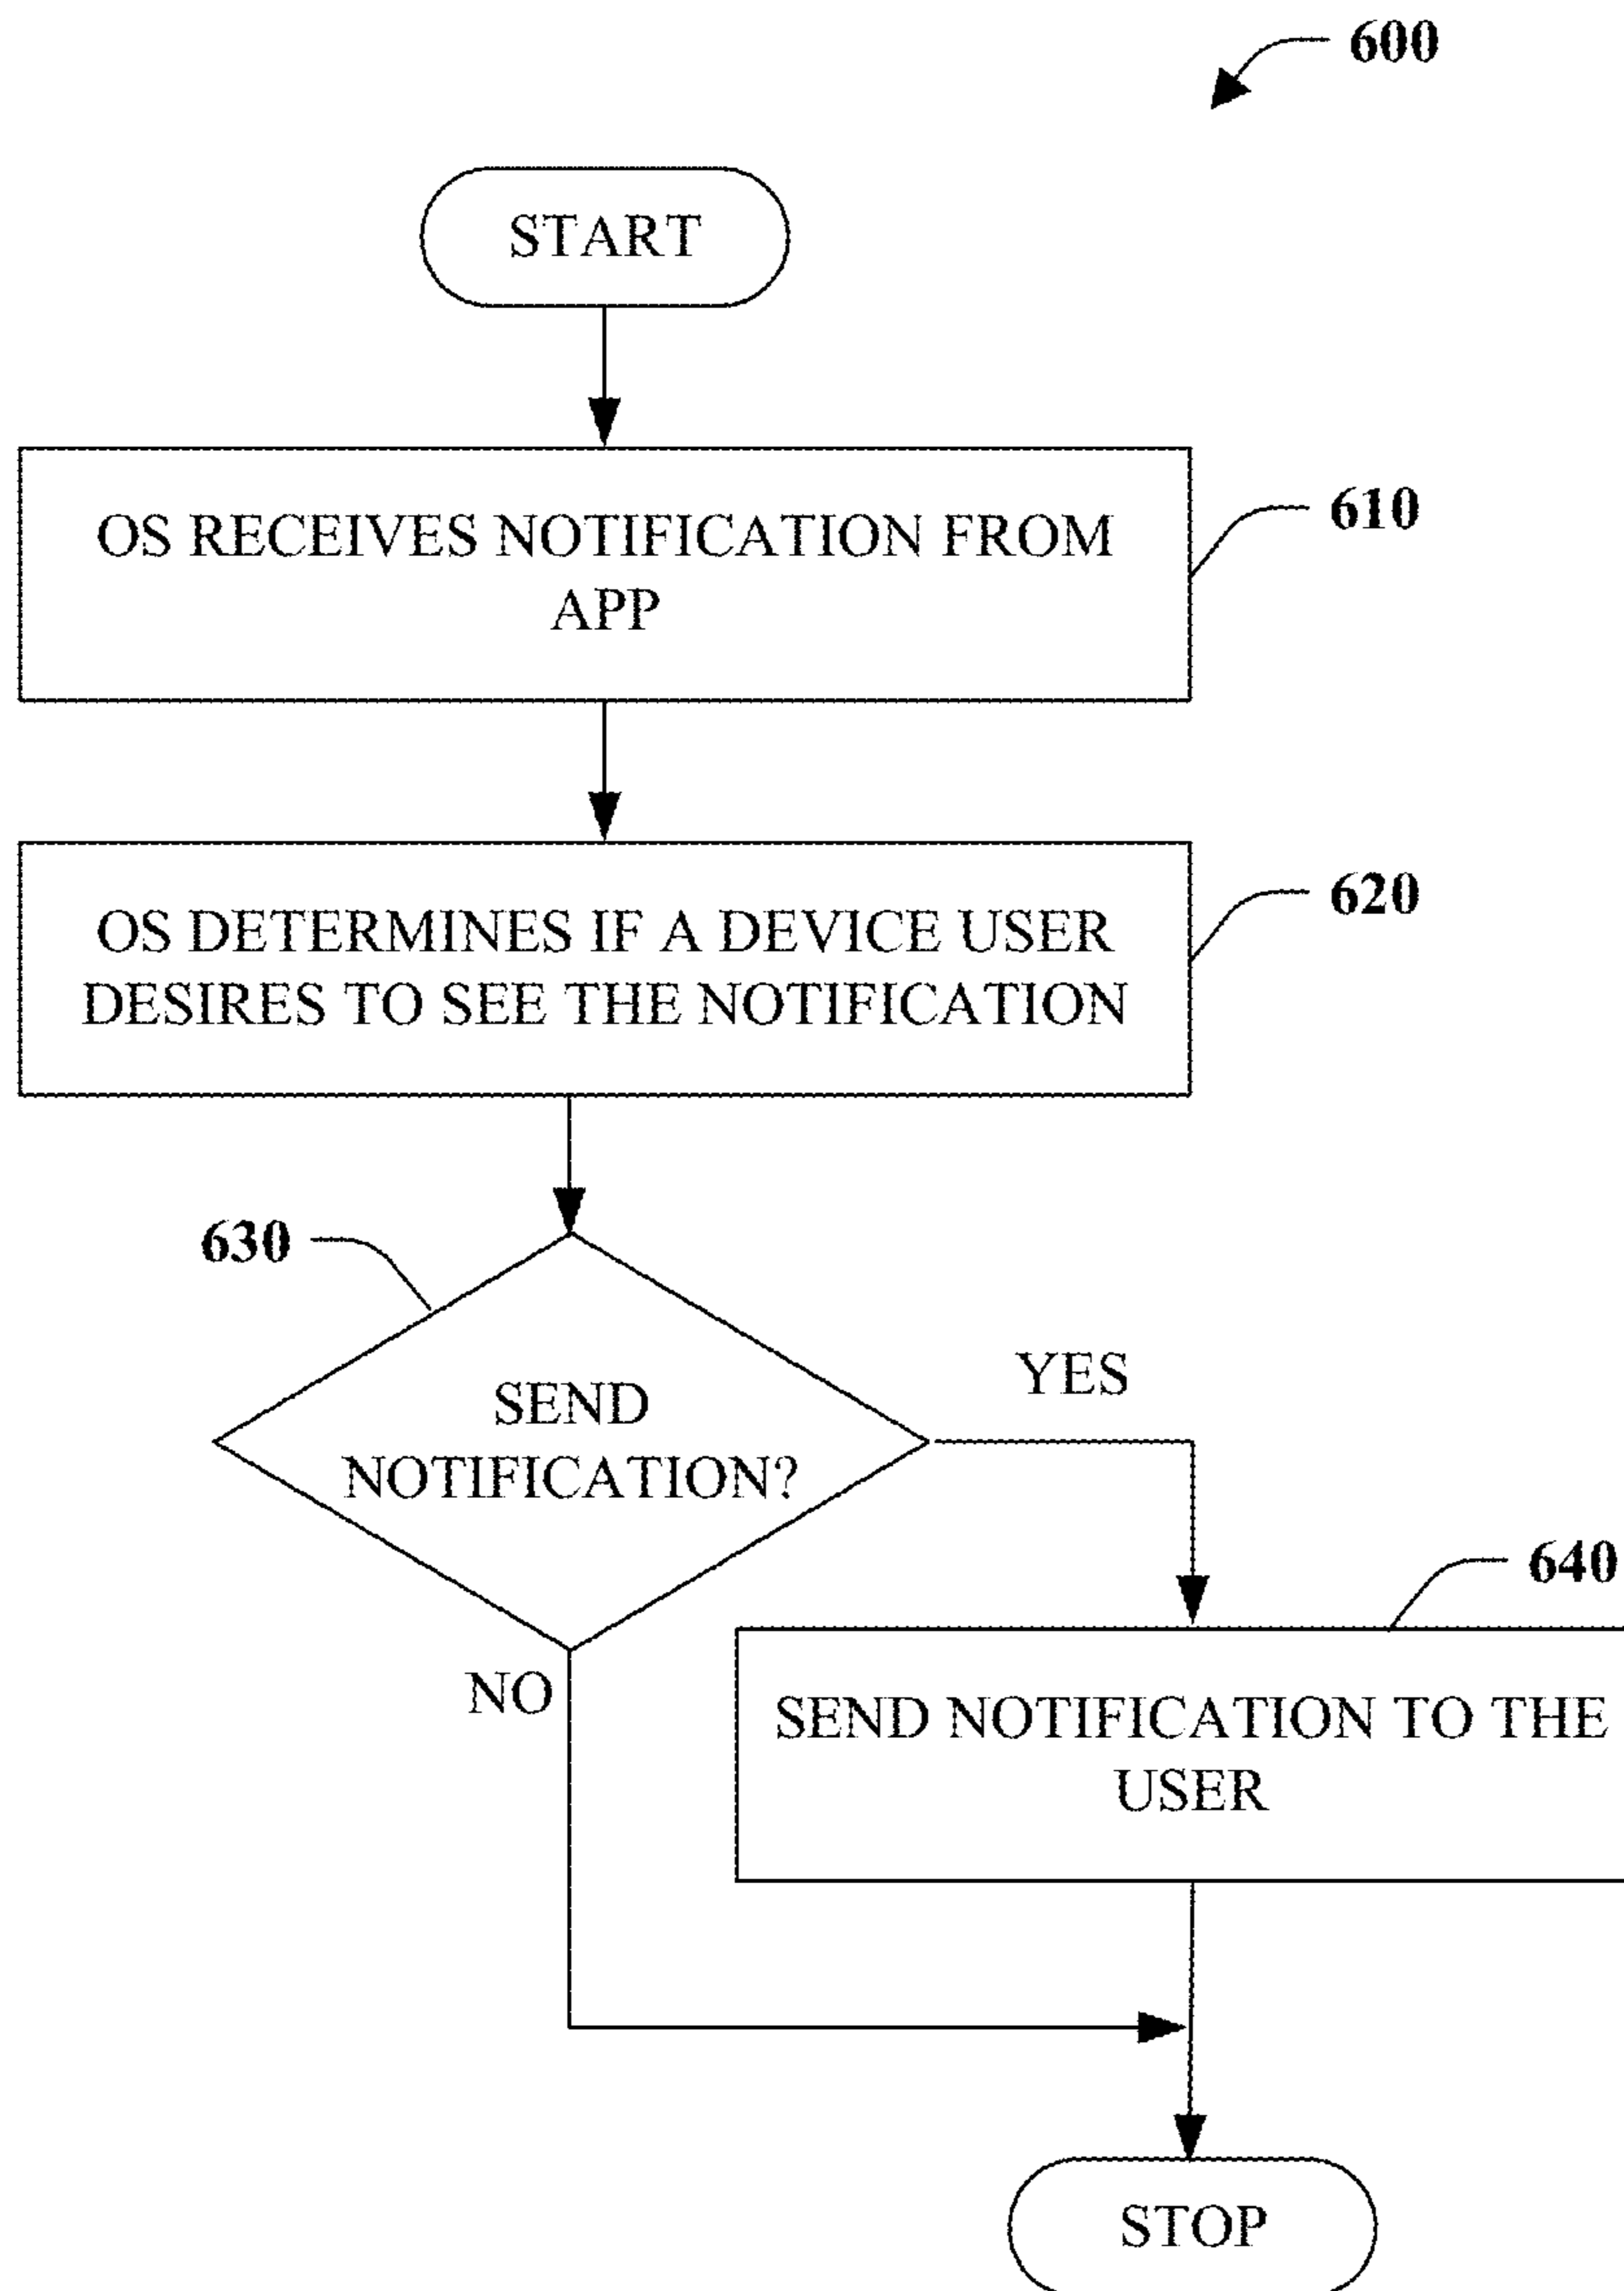 600
START
OS RECEIVES NOTIFICATION FROM
APP
610
OS DETERMINES IF A DEVICE USER
DESIRES TO SEE THE NOTIFICATION
620
630
SEND
NOTIFICATION?
YES
NO
640
SEND NOTIFICATION TO THE
USER
STOP